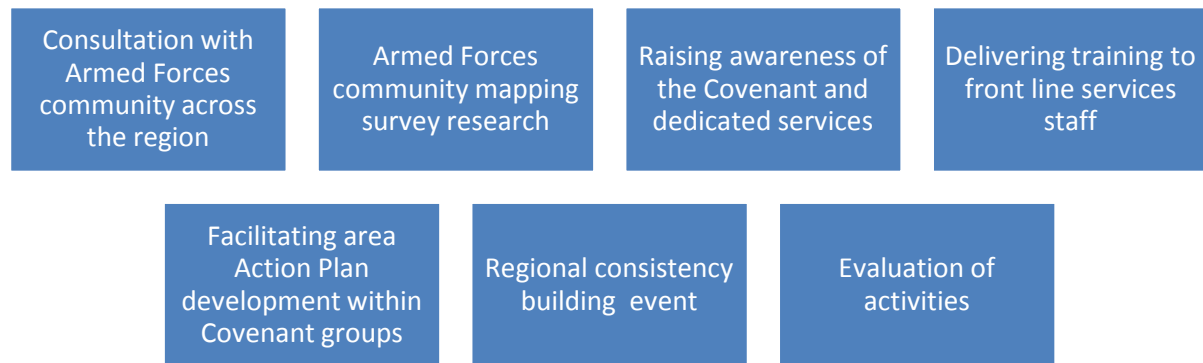 Consultation with
Armed Forces
community across
the region
Armed Forces
community mapping
survey research
Raising awareness of
the Covenant and
dedicated services
Delivering training to
front line services
staff
Facilitating area
Action Plan
development within
Covenant groups
Regional consistency
building event
Evaluation of
activities